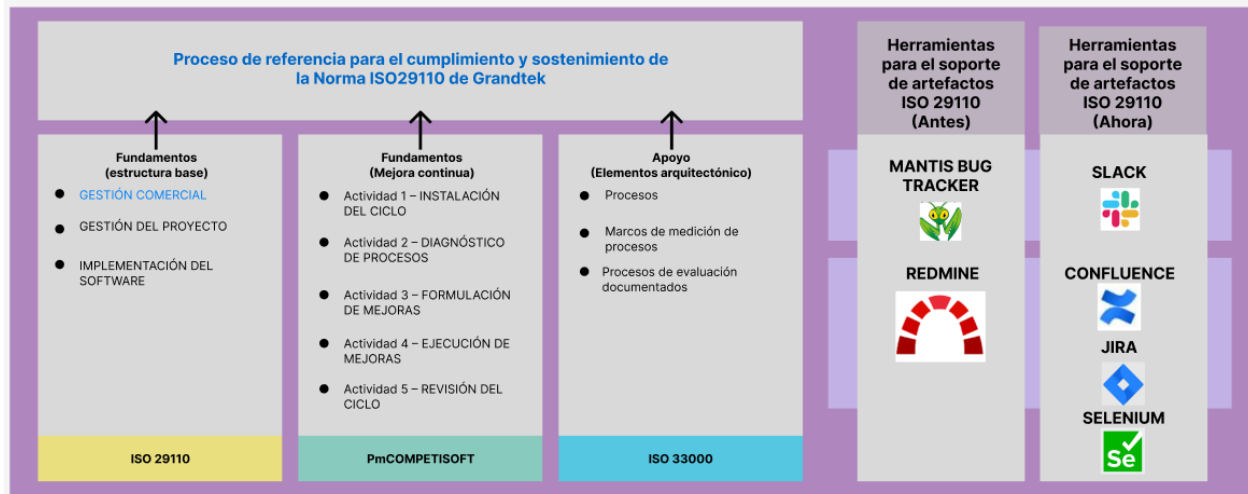 Proceso de referencia para el cumplimiento y sostenimiento de
la Norma ISO29110 de Grandtek
Fundamentos
(estructura base)
GESTIÓN COMERCIAL
GESTIÓN DEL PROYECTO
IMPLEMENTACIÓN DEL
SOFTWARE
ISO 29110
Fundamentos
(Mejora continua)
Actividad 1 – INSTALACIÓN
DEL CICLO
Actividad 2 – DIAGNÓSTICO
DE PROCESOS
Actividad 3 – FORMULACIÓN
DE MEJORAS
Actividad 4 – EJECUCIÓN DE
MEJORAS
Actividad 5 – REVISIÓN DEL
CICLO
PmCOMPETISOFT
Apoyo
(Elementos arquitectónico)
Procesos
Marcos de medición de
procesos
Procesos de evaluación
documentados
ISO 33000
Herramientas
para el soporte
de artefactos
ISO 29110
(Antes)
MANTIS BUG
TRACKER
REDMINE
Herramientas
para el soporte
de artefactos
ISO 29110
(Ahora)
SLACK
CONFLUENCE
JIRA
SELENIUM
Se